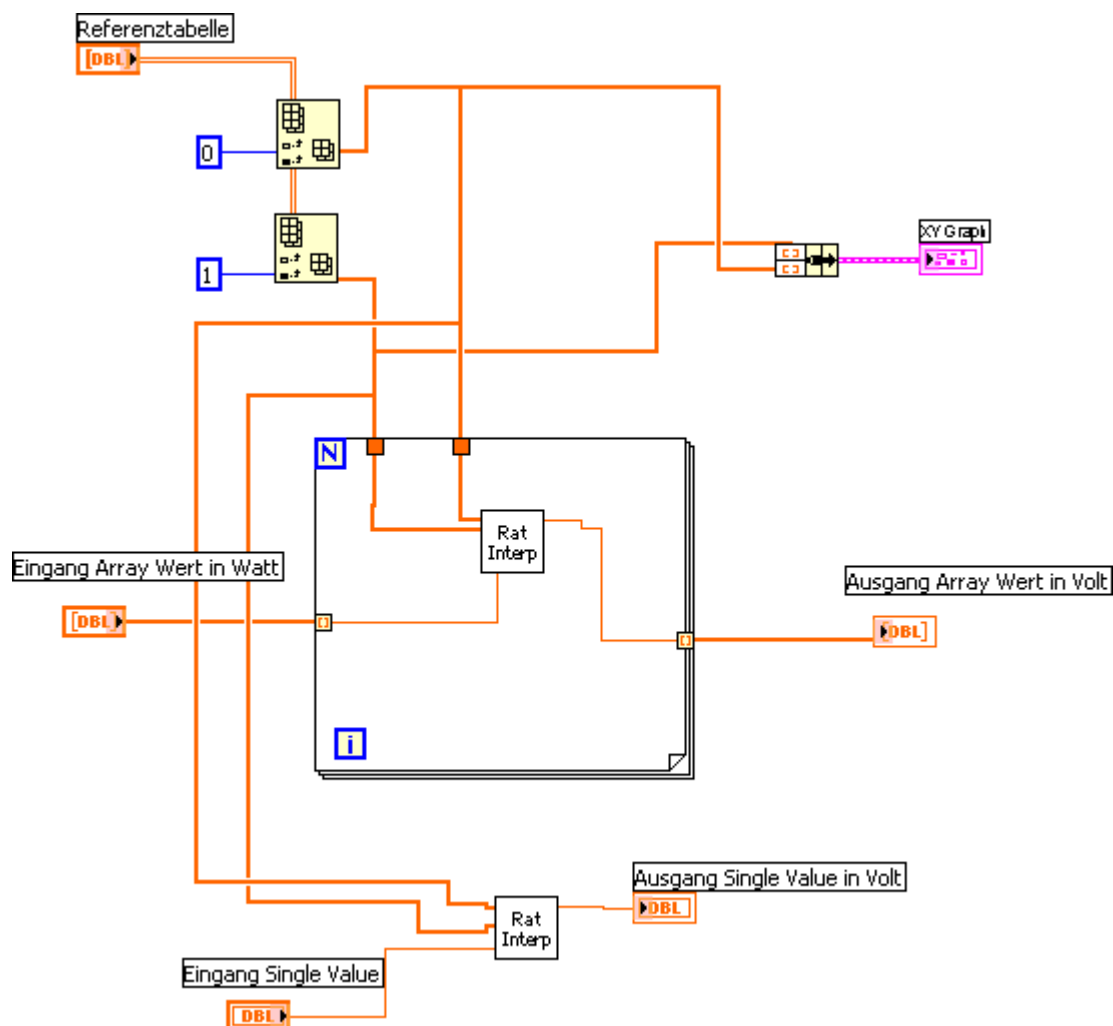 Referenztabelle
[DBL]
0
1
XY Graph
N
Rat
Interp
Eingang Array Wert in Watt
[DBL]
Ausgang Array Wert in Volt
[DBL]
i
Ausgang Single Value in Volt
DBL
Rat
Interp
Eingang Single Value
DBL